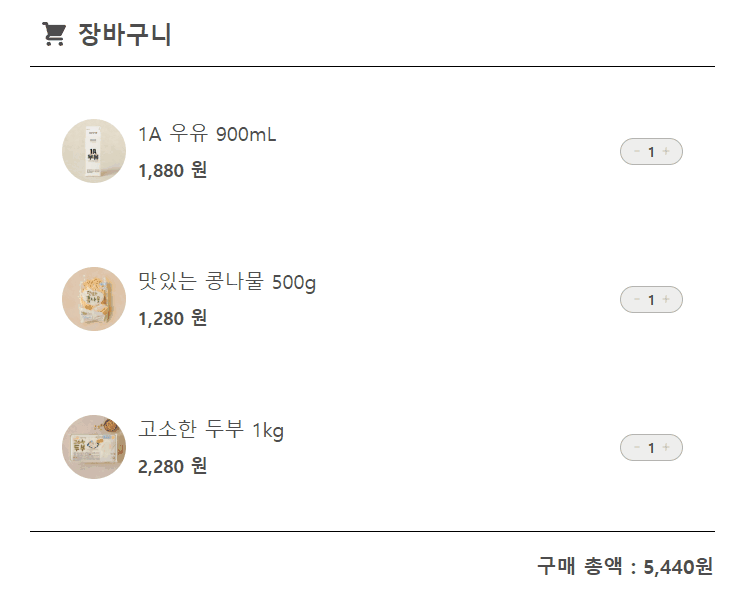 장바구니
1A 우유 900mL
1,880 원
− 1 +
맛있는 콩나물 500g
1,280 원
− 1 +
고소한 두부 1kg
2,280 원
− 1 +
구매 총액 : 5,440원